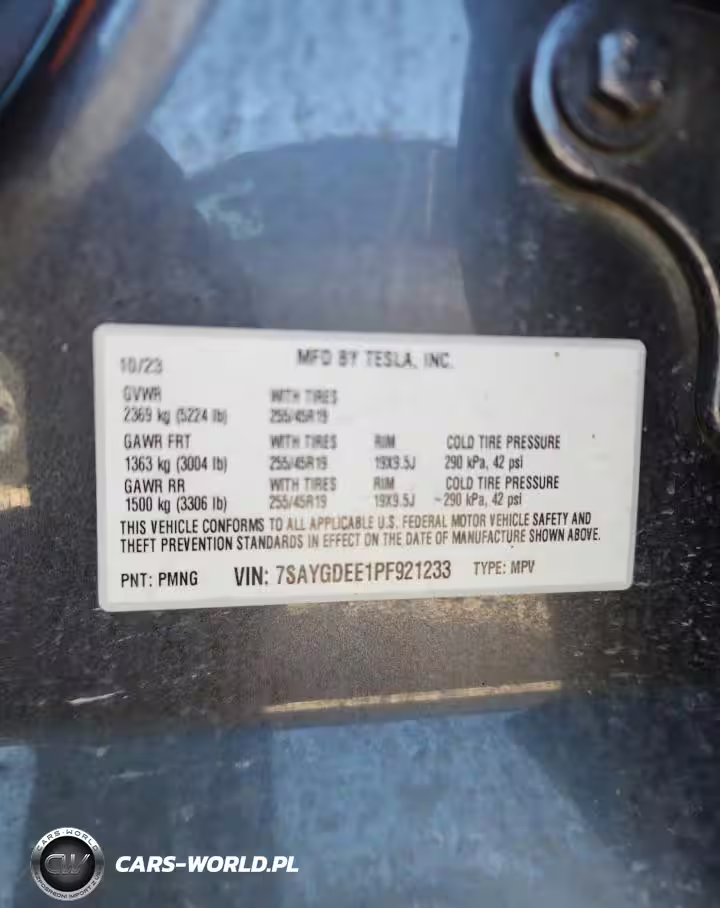 10/23 MFD BY TESLA, INC.
GVWR WITH TIRES
2369 kg (5224 lb) 255/45R19
GAWR FRT WITH TIRES RIM COLD TIRE PRESSURE
1363 kg (3004 lb) 255/45R19 19X9.5J 290 kPa, 42 psi
GAWR RR WITH TIRES RIM COLD TIRE PRESSURE
1500 kg (3306 lb) 255/45R19 19X9.5J 290 kPa, 42 psi
THIS VEHICLE CONFORMS TO ALL APPLICABLE U.S. FEDERAL MOTOR VEHICLE SAFETY AND
THEFT PREVENTION STANDARDS IN EFFECT ON THE DATE OF MANUFACTURE SHOWN ABOVE.
PNT: PMNG VIN: 7SAYGDEE1PF921233 TYPE: MPV
CARS-WORLD
CW
CARS-WORLD.PL